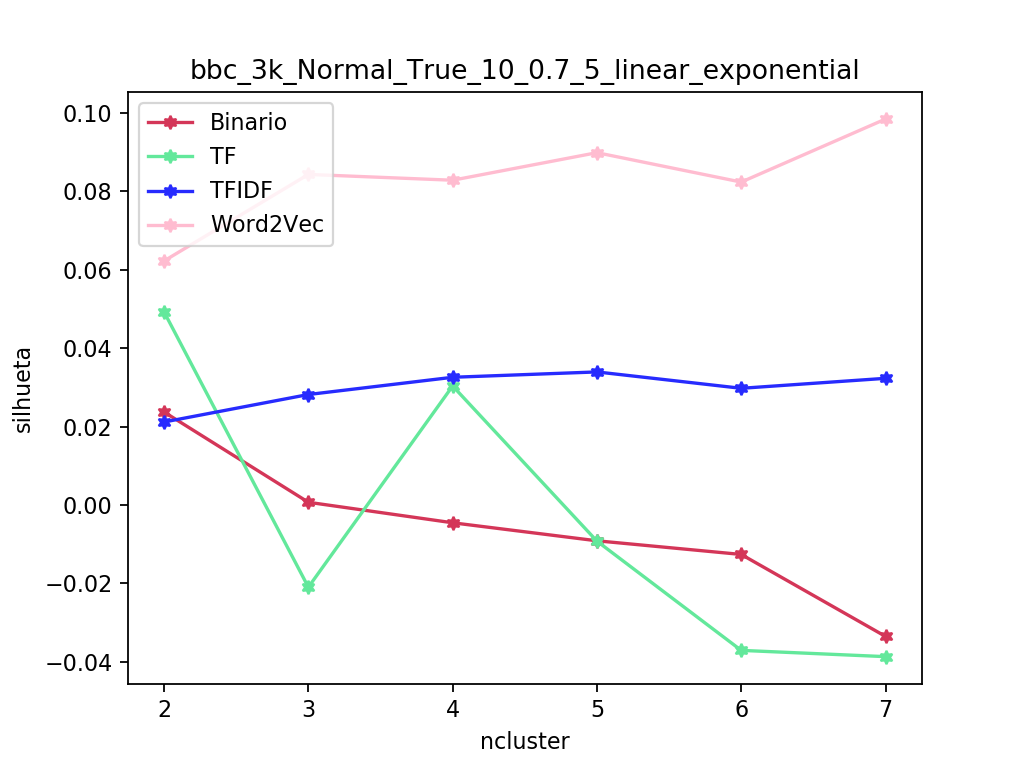 bbc_3k_Normal_True_10_0.7_5_linear_exponential
Binario
TF
TFIDF
Word2Vec
silhueta
0.10
0.08
0.06
0.04
0.02
0.00
−0.02
−0.04
2 3 4 5 6 7
ncluster